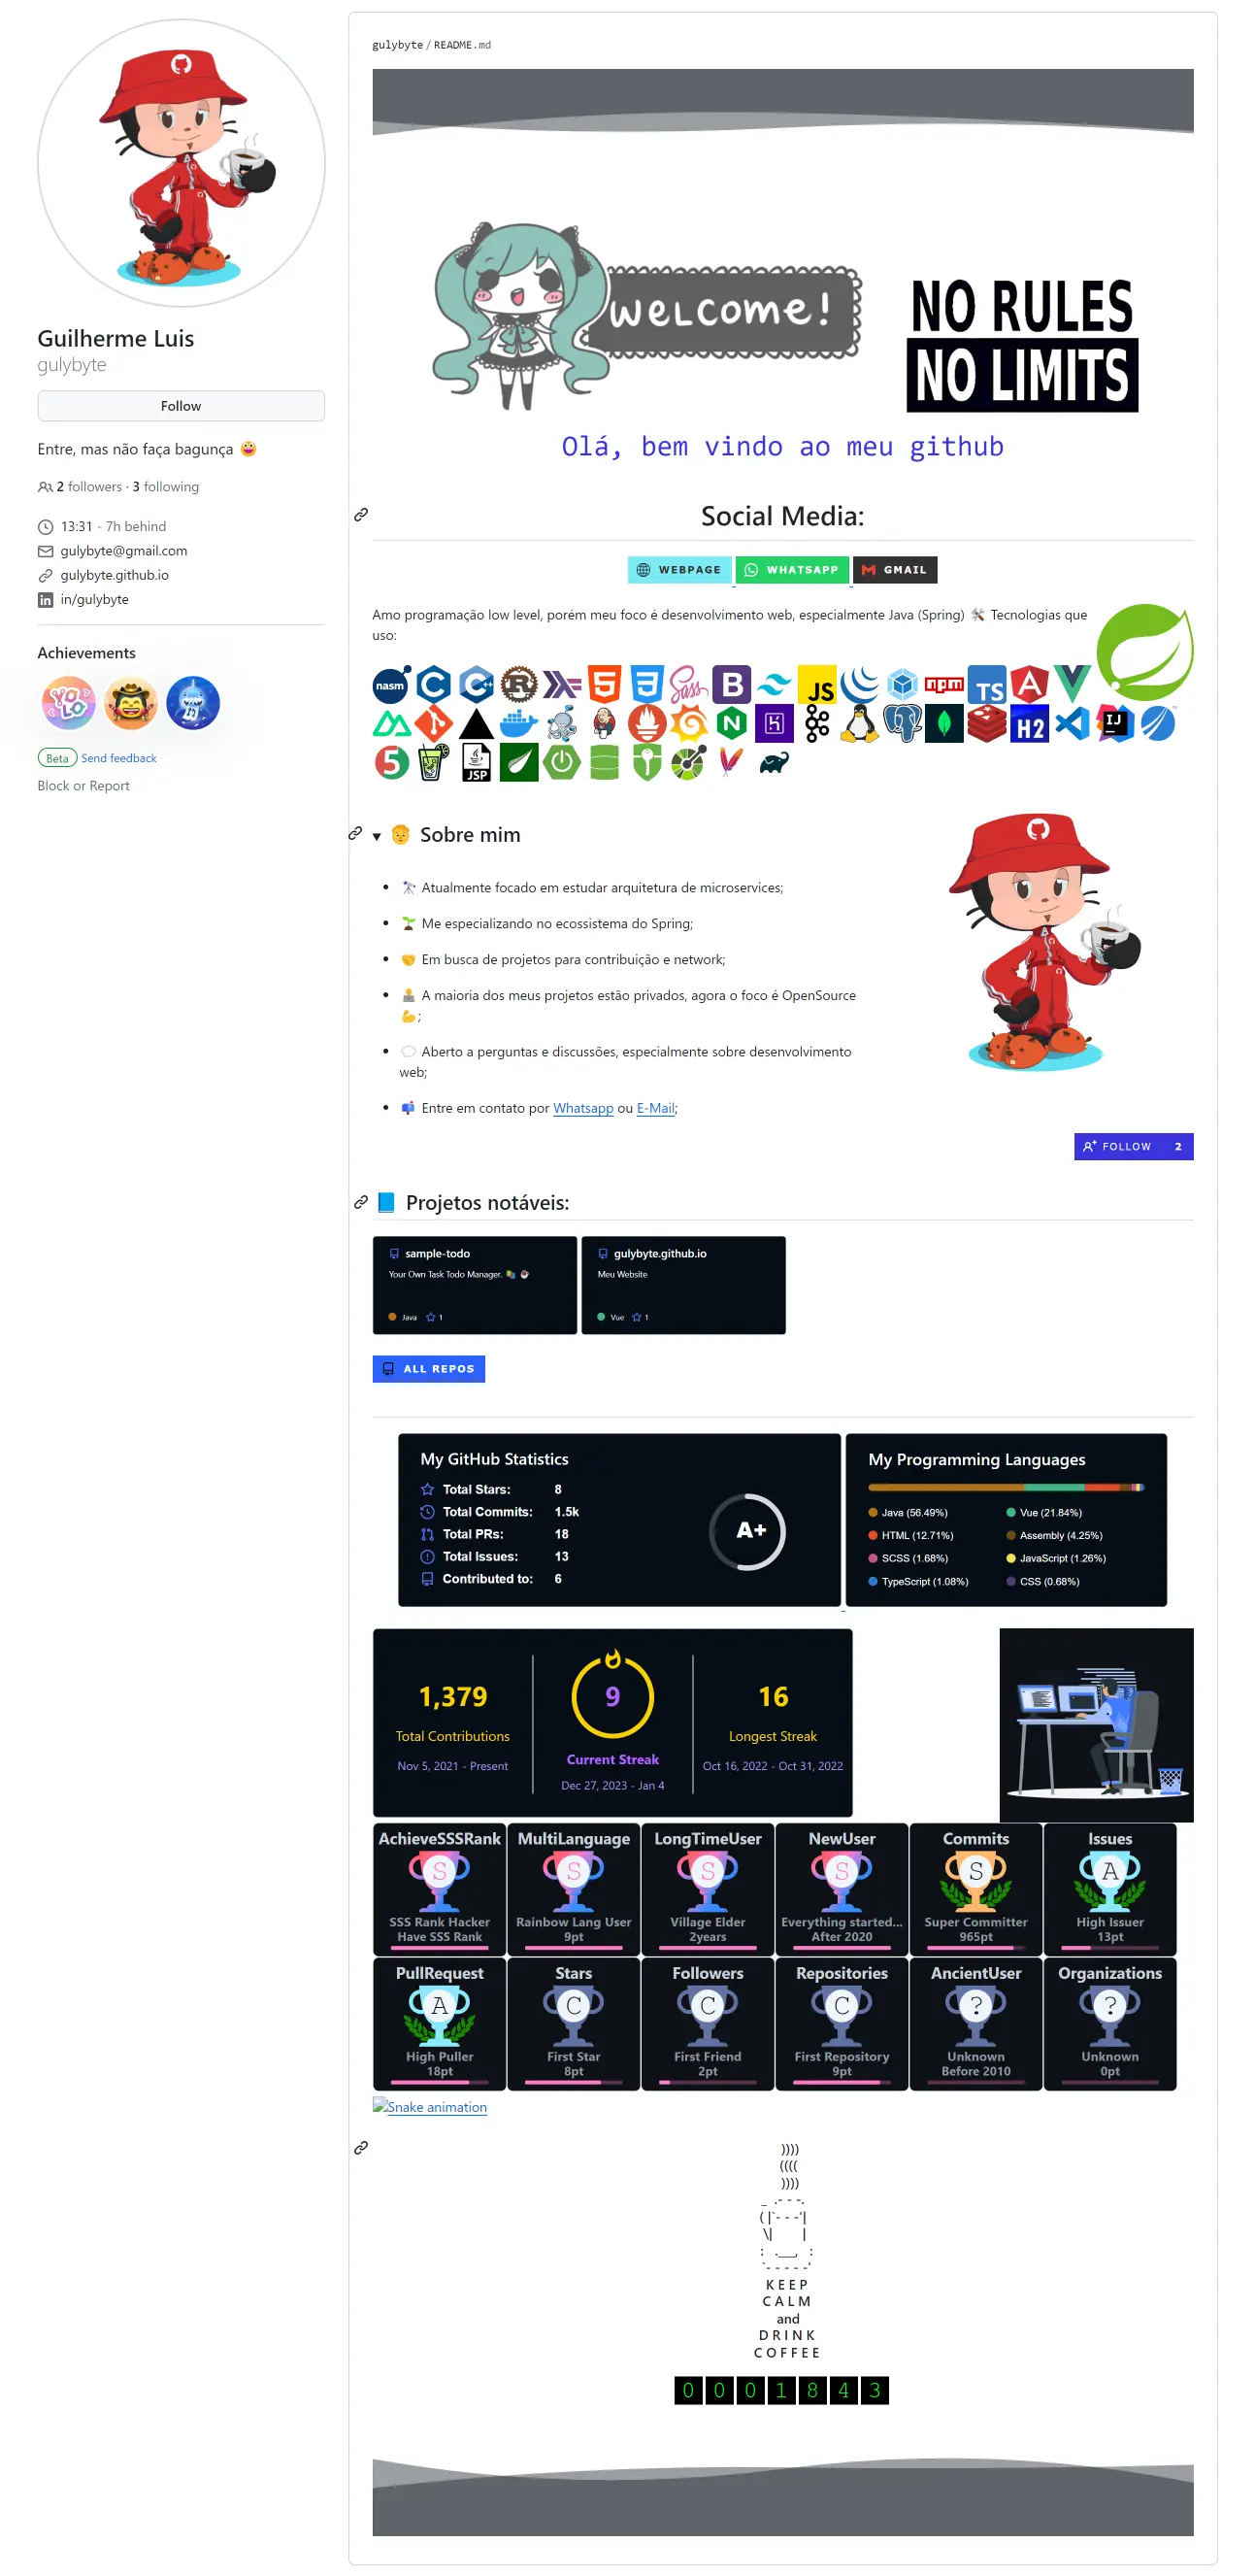 Guilherme Luis
gulybyte
Follow
Entre, mas não faça bagunça
2 followers · 3 following
13:31 - 7h behind
gulybyte@gmail.com
gulybyte.github.io
in/gulybyte
Achievements
YOLO
Beta Send feedback
Block or Report
gulybyte / README.md
welcome!
NO RULES
NO LIMITS
Olá, bem vindo ao meu github
Social Media:
WEBPAGE WHATSAPP GMAIL
Amo programação low level, porém meu foco é desenvolvimento web, especialmente Java (Spring) Tecnologias que
uso:
nasm C C++ R 5 3 Sass B JS npm TS A
H2 IJ
5 JSP
Sobre mim
Atualmente focado em estudar arquitetura de microservices;
Me especializando no ecossistema do Spring;
Em busca de projetos para contribuição e network;
A maioria dos meus projetos estão privados, agora o foco é OpenSource
;
Aberto a perguntas e discussões, especialmente sobre desenvolvimento
web;
Entre em contato por Whatsapp ou E-Mail;
FOLLOW 2
Projetos notáveis:
sample-todo
Your Own Task Todo Manager.
Java 1
gulybyte.github.io
Meu Website
Vue 1
ALL REPOS
My GitHub Statistics
Total Stars: 8
Total Commits: 1.5k
Total PRs: 18
Total Issues: 13
Contributed to: 6
A+
My Programming Languages
Java (56.49%) Vue (21.84%)
HTML (12.71%) Assembly (4.25%)
SCSS (1.68%) JavaScript (1.26%)
TypeScript (1.08%) CSS (0.68%)
1,379
Total Contributions
Nov 5, 2021 - Present
9
Current Streak
Dec 27, 2023 - Jan 4
16
Longest Streak
Oct 16, 2022 - Oct 31, 2022
AchieveSSSRank MultiLanguage LongTimeUser NewUser Commits Issues
S S S S S A
SSS Rank Hacker Rainbow Lang User Village Elder Everything started... Super Committer High Issuer
Have SSS Rank 9pt 2years After 2020 965pt 13pt
PullRequest Stars Followers Repositories AncientUser Organizations
A C C C ? ?
High Puller First Star First Friend First Repository Unknown Unknown
18pt 8pt 2pt 9pt Before 2010 0pt
Snake animation
))))
((((
))))
_ .- - -.
( |`- - -'|
\| |
: .___, :
`- - - - -'
K E E P
C A L M
and
D R I N K
C O F F E E
0 0 0 1 8 4 3